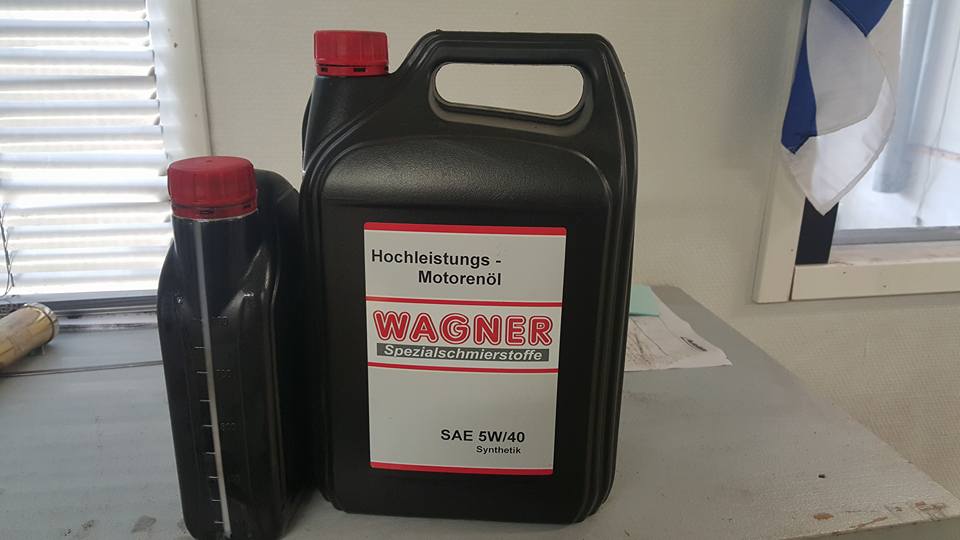 Hochleistungs -
Motorenöl
WAGNER
Spezialschmierstoffe
SAE 5W/40
Synthetik